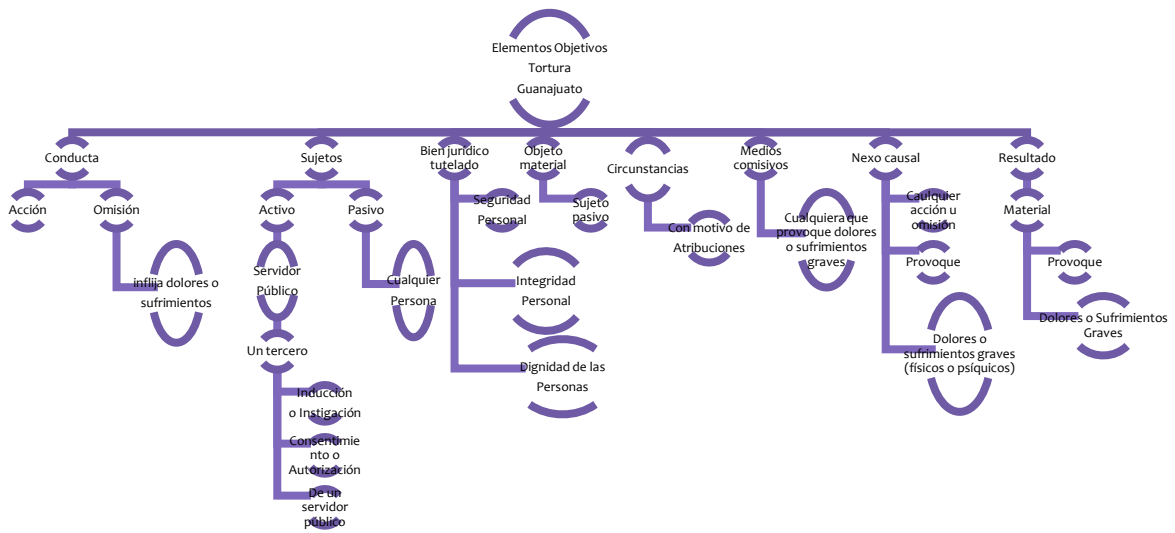 Elementos Objetivos
Tortura
Guanajuato
Conducta
Acción
Omisión
inflija dolores o
sufrimientos
Sujetos
Activo
Servidor
Público
Un tercero
Inducción
o Instigación
Consentimie
nto o
Autorización
De un
servidor
público
Pasivo
Cualquier
Persona
Bien jurídico
tutelado
Seguridad
Personal
Integridad
Personal
Dignidad de las
Personas
Objeto
material
Sujeto
pasivo
Circunstancias
Con motivo de
Atribuciones
Medios
comisivos
Cualquiera que
provoque dolores
o sufrimientos
graves
Nexo causal
Caulquier
acción u
omisión
Provoque
Dolores o
sufrimientos graves
(físicos o psíquicos)
Resultado
Material
Provoque
Dolores o Sufrimientos
Graves